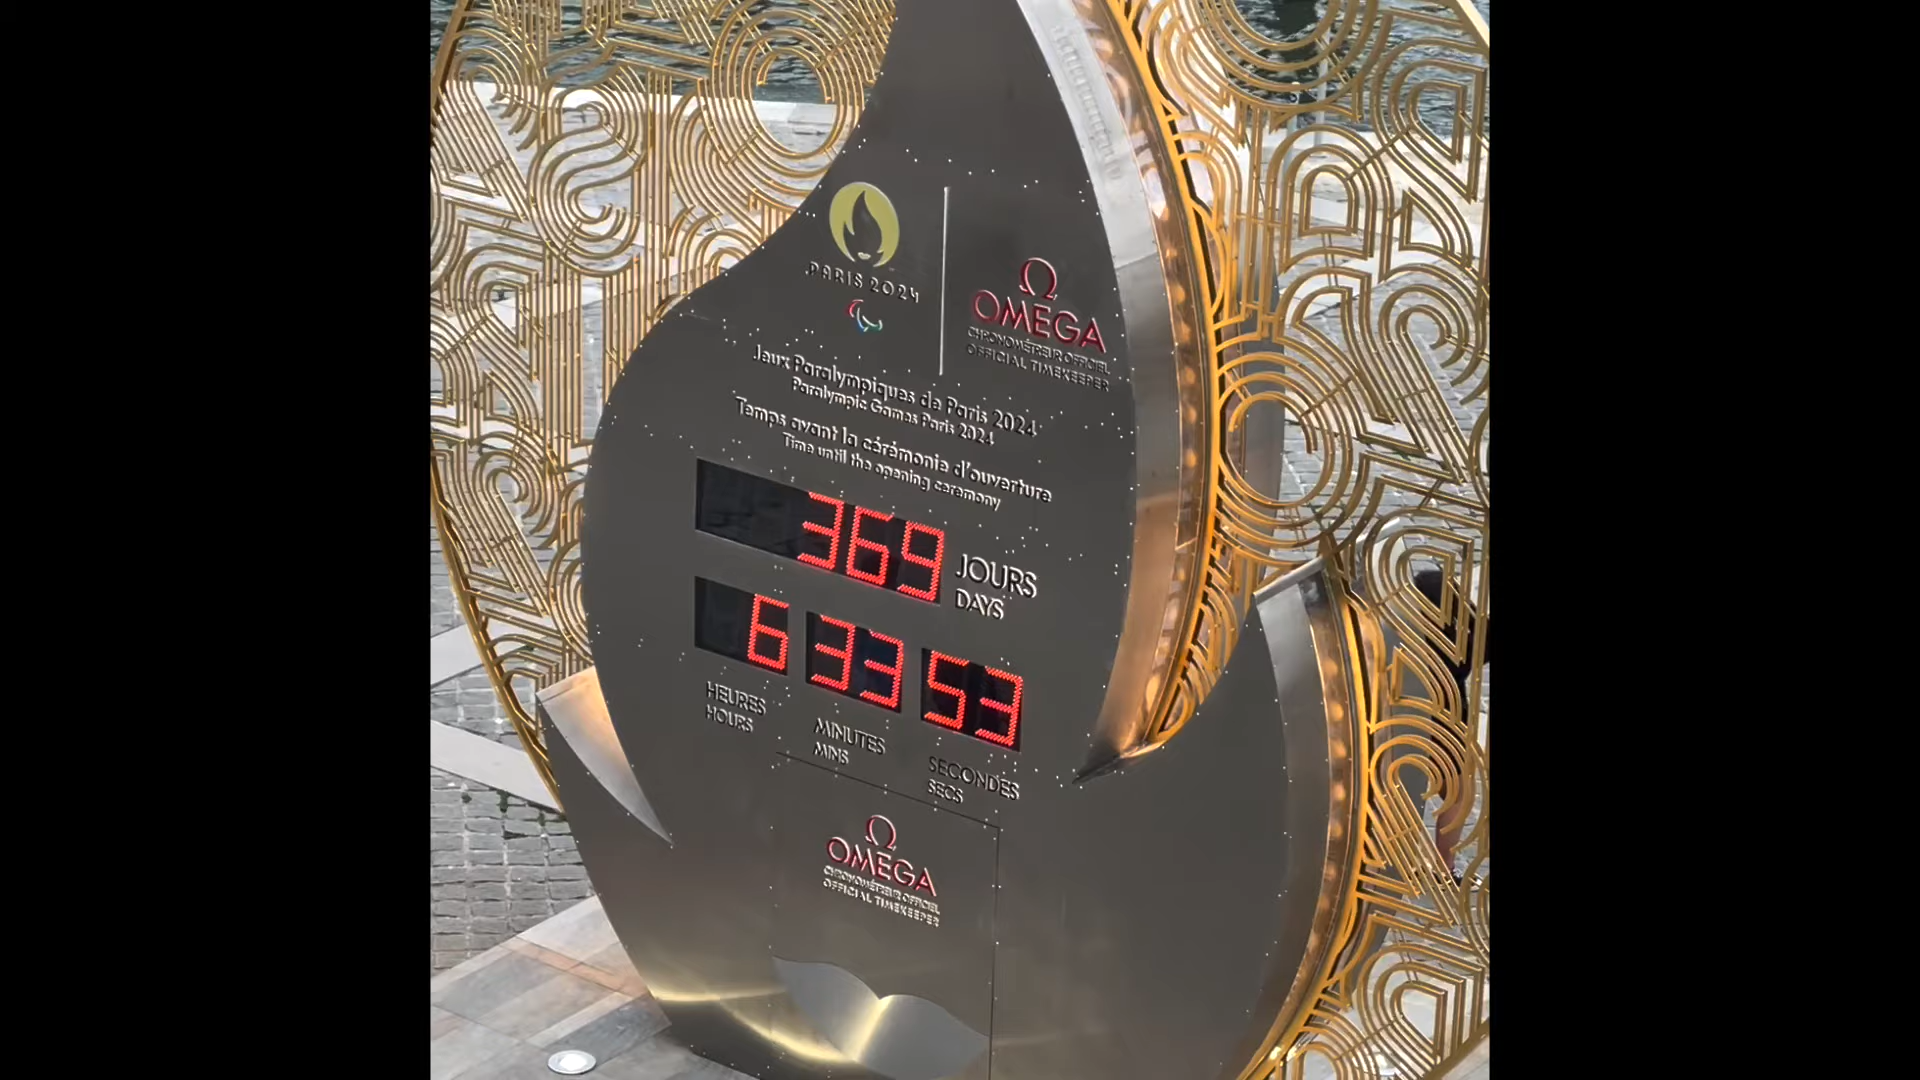 PARIS 2024
Ω
OMEGA
CHRONOMÉTREUR OFFICIEL
OFFICIAL TIMEKEEPER
Jeux Paralympiques de Paris 2024
Paralympic Games Paris 2024
Temps avant la cérémonie d'ouverture
Time until the opening ceremony
369
JOURS
DAYS
6 33 53
HEURES
HOURS
MINUTES
MINS
SECONDES
SECS
Ω
OMEGA
CHRONOMÉTREUR OFFICIEL
OFFICIAL TIMEKEEPER